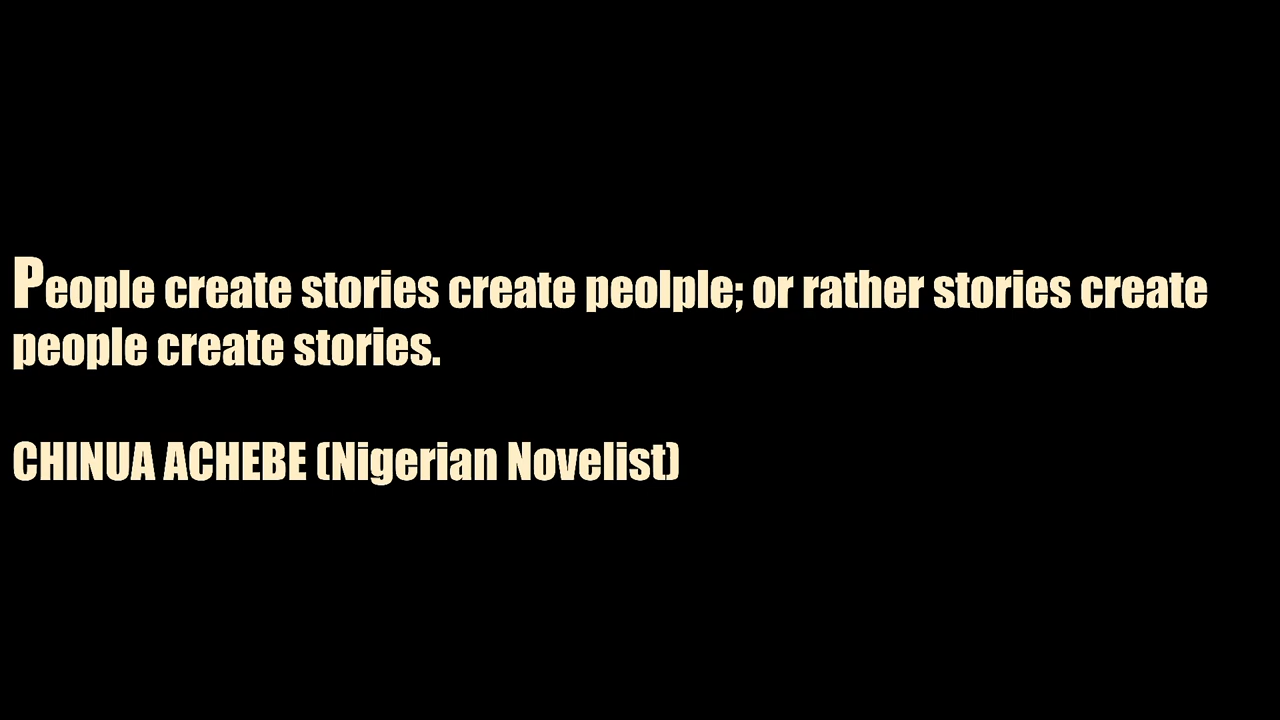 People create stories create peolple; or rather stories create
people create stories.
CHINUA ACHEBE (Nigerian Novelist)